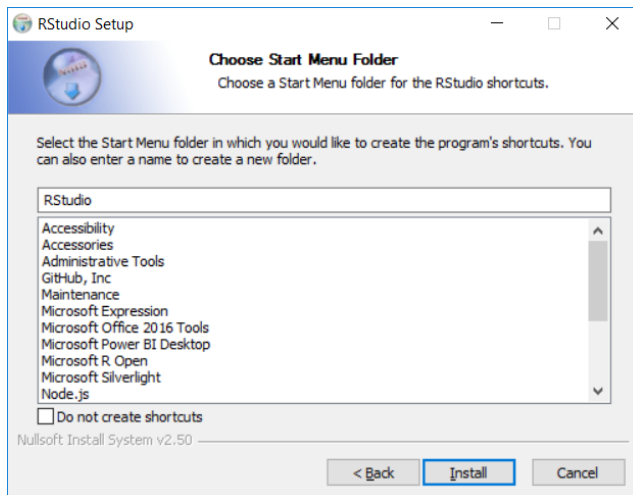 RStudio Setup
Choose Start Menu Folder
Choose a Start Menu folder for the RStudio shortcuts.
Select the Start Menu folder in which you would like to create the program's shortcuts. You
can also enter a name to create a new folder.
RStudio
Accessibility
Accessories
Administrative Tools
GitHub, Inc
Maintenance
Microsoft Expression
Microsoft Office 2016 Tools
Microsoft Power BI Desktop
Microsoft R Open
Microsoft Silverlight
Node.js
Do not create shortcuts
Nullsoft Install System v2.50
< Back
Install
Cancel